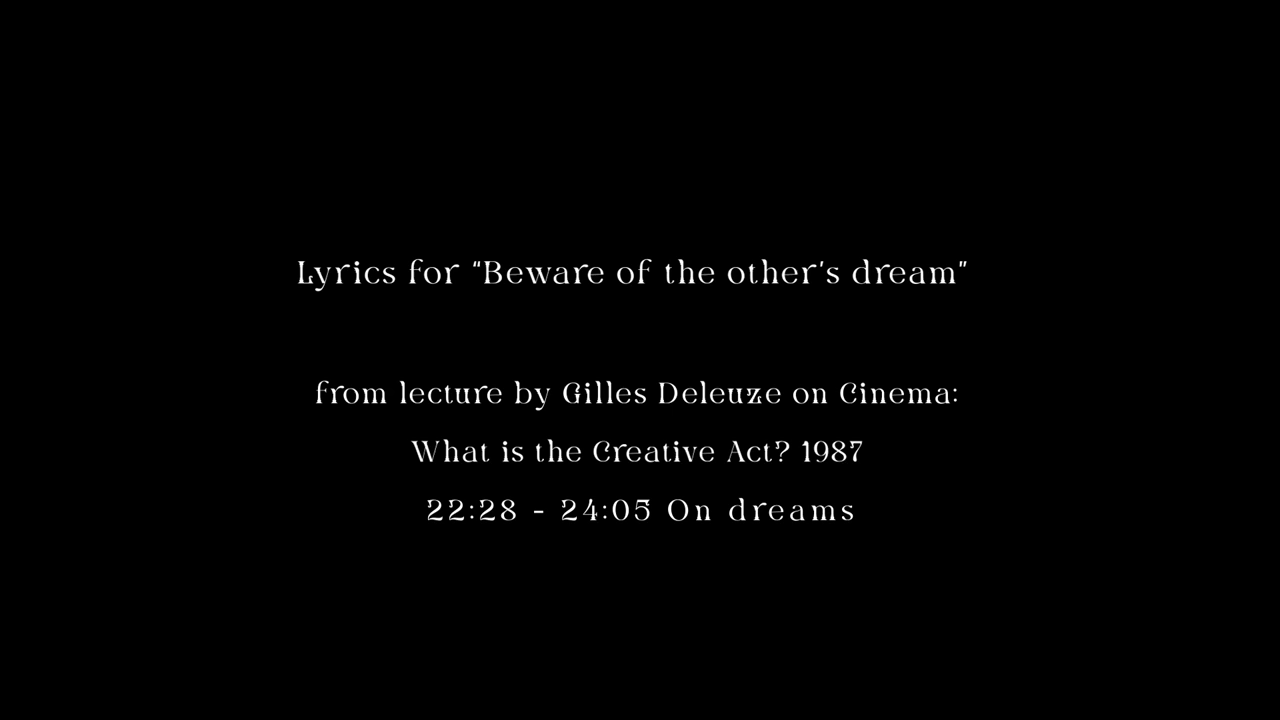 Lyrics for "Beware of the other's dream"
from lecture by Gilles Deleuze on Cinema:
What is the Creative Act? 1987
22:28 - 24:05 On dreams